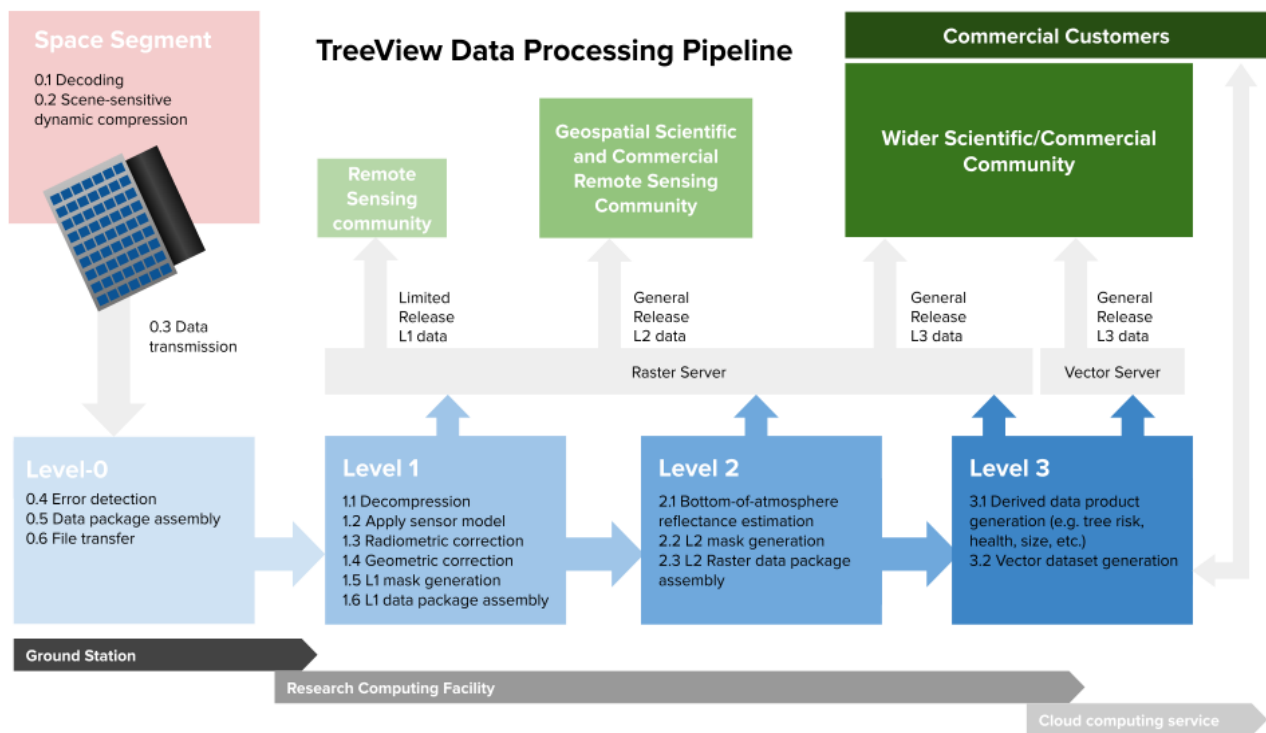 Space Segment
0.1 Decoding
0.2 Scene-sensitive
dynamic compression
TreeView Data Processing Pipeline
Commercial Customers
Wider Scientific/Commercial
Community
Geospatial Scientific
and Commercial
Remote Sensing
Community
Remote
Sensing
community
0.3 Data
transmission
Limited
Release
L1 data
General
Release
L2 data
General
Release
L3 data
General
Release
L3 data
Raster Server
Vector Server
Level-0
0.4 Error detection
0.5 Data package assembly
0.6 File transfer
Level 1
1.1 Decompression
1.2 Apply sensor model
1.3 Radiometric correction
1.4 Geometric correction
1.5 L1 mask generation
1.6 L1 data package assembly
Level 2
2.1 Bottom-of-atmosphere
reflectance estimation
2.2 L2 mask generation
2.3 L2 Raster data package
assembly
Level 3
3.1 Derived data product
generation (e.g. tree risk,
health, size, etc.)
3.2 Vector dataset generation
Ground Station
Research Computing Facility
Cloud computing service